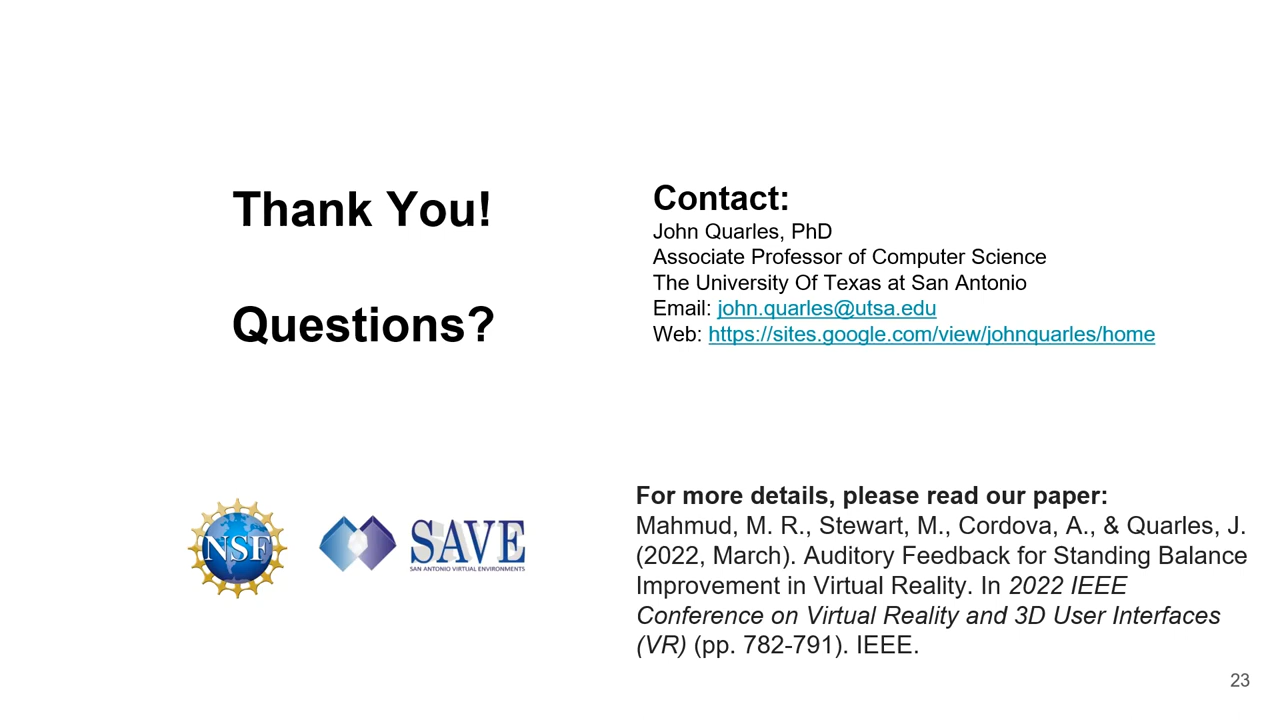 Thank You!
Questions?
Contact:
John Quarles, PhD
Associate Professor of Computer Science
The University Of Texas at San Antonio
Email: john.quarles@utsa.edu
Web: https://sites.google.com/view/johnquarles/home
NSF
SAVE
SAN ANTONIO VIRTUAL ENVIRONMENTS
For more details, please read our paper:
Mahmud, M. R., Stewart, M., Cordova, A., & Quarles, J.
(2022, March). Auditory Feedback for Standing Balance
Improvement in Virtual Reality. In 2022 IEEE
Conference on Virtual Reality and 3D User Interfaces
(VR) (pp. 782-791). IEEE.
23